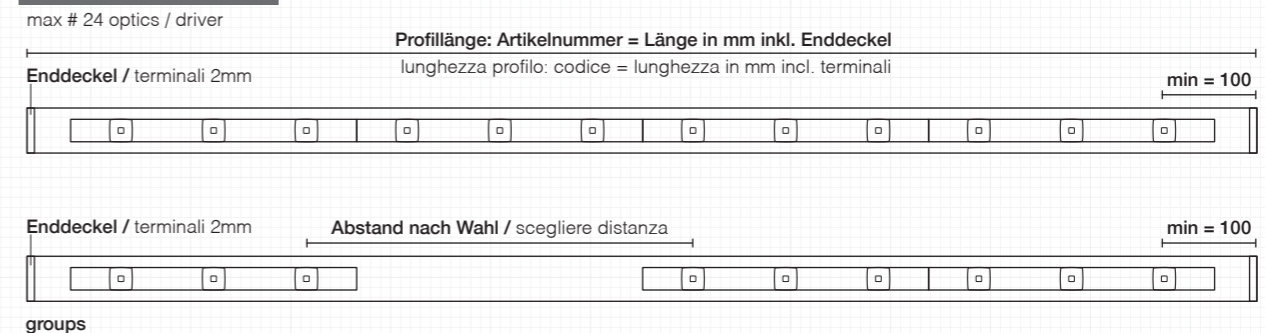 max # 24 optics / driver
Profillänge: Artikelnummer = Länge in mm inkl. Enddeckel
lunghezza profilo: codice = lunghezza in mm incl. terminali
Enddeckel / terminali 2mm
min = 100
Enddeckel / terminali 2mm
Abstand nach Wahl / scegliere distanza
min = 100
groups